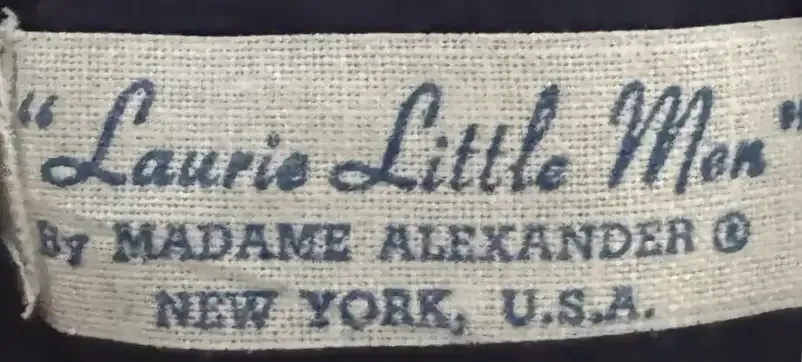 "Laurie Little Men"
By MADAME ALEXANDER ®
NEW YORK, U.S.A.